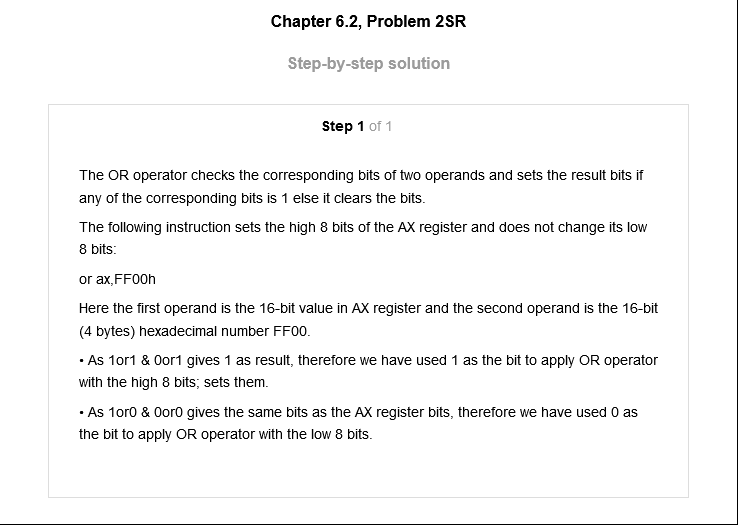 Chapter 6.2, Problem 2SR
Step-by-step solution
Step 1 of 1
The OR operator checks the corresponding bits of two operands and sets the result bits if
any of the corresponding bits is 1 else it clears the bits.
The following instruction sets the high 8 bits of the AX register and does not change its low
8 bits:
or ax,FF00h
Here the first operand is the 16-bit value in AX register and the second operand is the 16-bit
(4 bytes) hexadecimal number FF00.
• As 1or1 & 0or1 gives 1 as result, therefore we have used 1 as the bit to apply OR operator
with the high 8 bits; sets them.
• As 1or0 & 0or0 gives the same bits as the AX register bits, therefore we have used 0 as
the bit to apply OR operator with the low 8 bits.